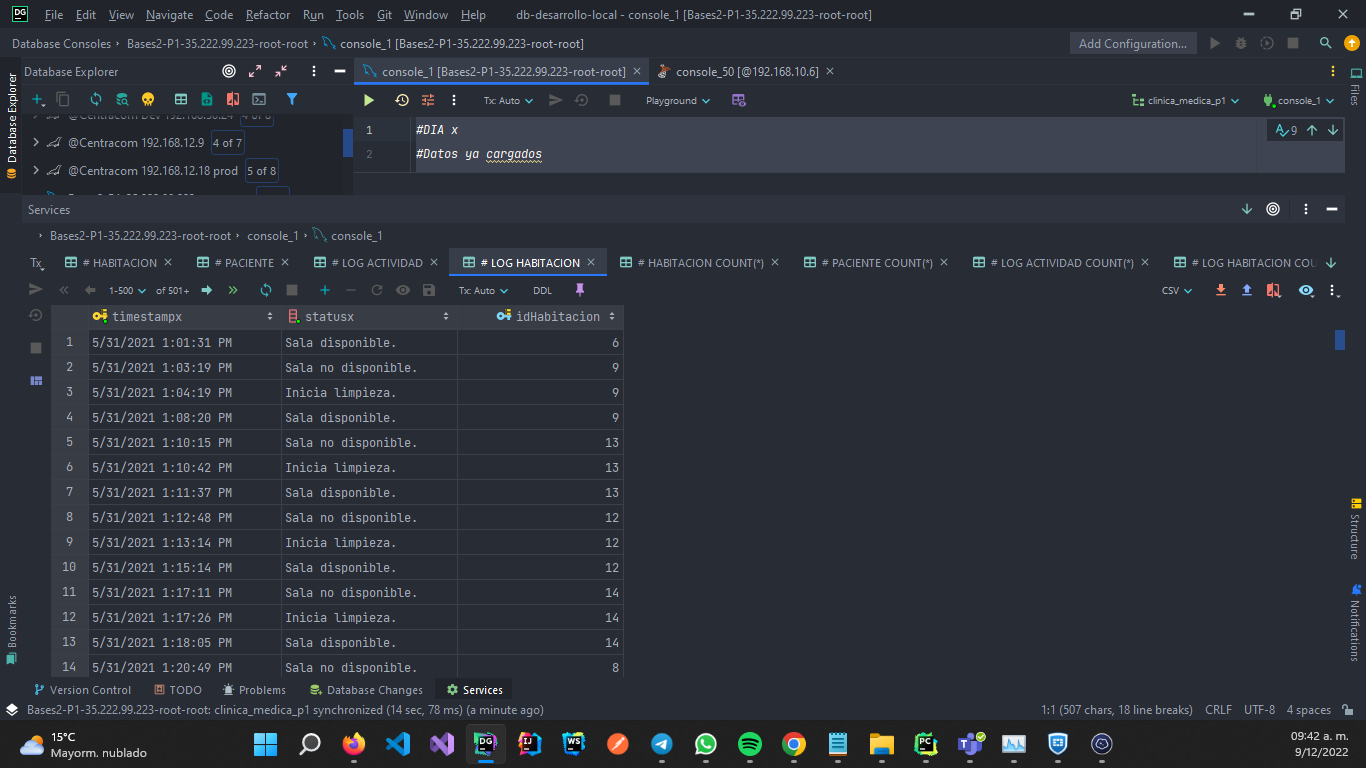 DG File Edit View Navigate Code Refactor Run Tools Git Window Help db-desarrollo-local - console_1 [Bases2-P1-35.222.99.223-root-root]
Database Consoles Bases2-P1-35.222.99.223-root-root console_1 [Bases2-P1-35.222.99.223-root-root] Add Configuration...
Database Explorer
console_1 [Bases2-P1-35.222.99.223-root-root] console_50 [@192.168.10.6]
Database Explorer
Files
Tx: Auto Playground clinica_medica_p1 console_1
@Centracom 192.168.12.9 4 of 7
@Centracom 192.168.12.18 prod 5 of 8
1 #DIA x
2 #Datos ya cargados
9
Services
Bases2-P1-35.222.99.223-root-root console_1 console_1
Tx # HABITACION # PACIENTE # LOG ACTIVIDAD # LOG HABITACION # HABITACION COUNT(*) # PACIENTE COUNT(*) # LOG ACTIVIDAD COUNT(*) # LOG HABITACION COU
1-500 of 501+ Tx: Auto DDL CSV
timestampx statusx idHabitacion
1 5/31/2021 1:01:31 PM Sala disponible. 6
2 5/31/2021 1:03:19 PM Sala no disponible. 9
3 5/31/2021 1:04:19 PM Inicia limpieza. 9
4 5/31/2021 1:08:20 PM Sala disponible. 9
5 5/31/2021 1:10:15 PM Sala no disponible. 13
6 5/31/2021 1:10:42 PM Inicia limpieza. 13
7 5/31/2021 1:11:37 PM Sala disponible. 13
8 5/31/2021 1:12:48 PM Sala no disponible. 12
9 5/31/2021 1:13:14 PM Inicia limpieza. 12
10 5/31/2021 1:15:14 PM Sala disponible. 12
11 5/31/2021 1:17:11 PM Sala no disponible. 14
12 5/31/2021 1:17:26 PM Inicia limpieza. 14
13 5/31/2021 1:18:05 PM Sala disponible. 14
14 5/31/2021 1:20:49 PM Sala no disponible. 8
Structure
Notifications
Bookmarks
Version Control TODO Problems Database Changes Services
Bases2-P1-35.222.99.223-root-root: clinica_medica_p1 synchronized (14 sec, 78 ms) (a minute ago) 1:1 (507 chars, 18 line breaks) CRLF UTF-8 4 spaces
15°C
Mayorm. nublado
DG IJ WS PC
09:42 a. m.
9/12/2022